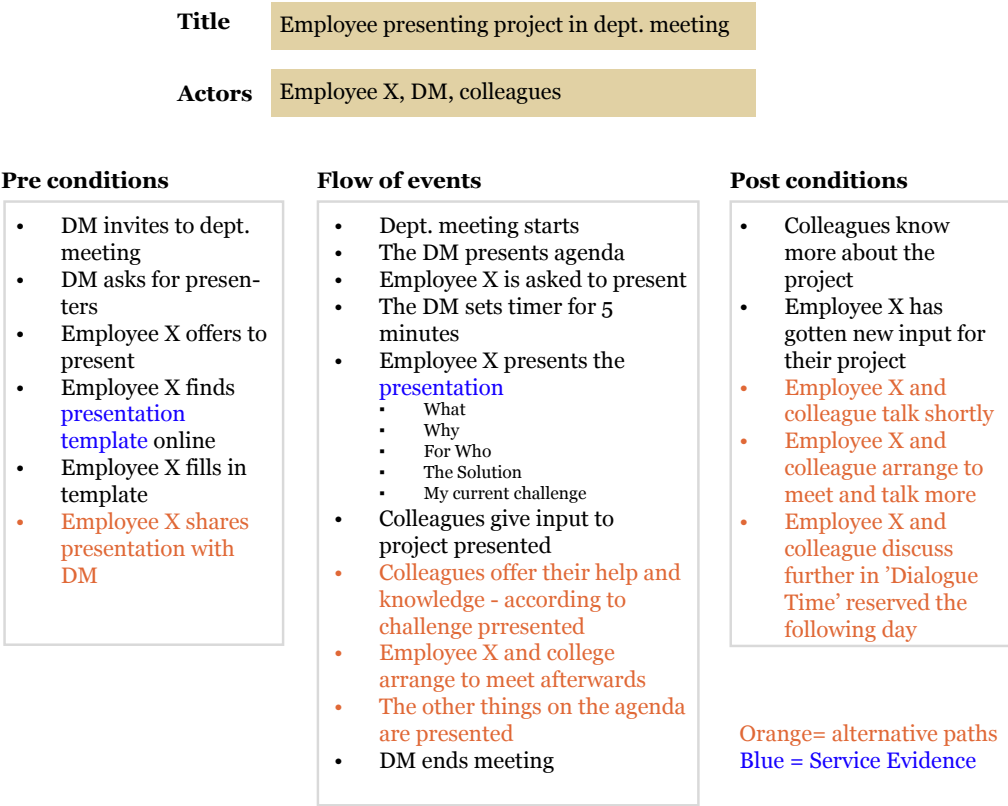 Title
Employee presenting project in dept. meeting
Actors
Employee X, DM, colleagues
Pre conditions
• DM invites to dept.
meeting
• DM asks for presen-
ters
• Employee X offers to
present
• Employee X finds
presentation
template online
• Employee X fills in
template
• Employee X shares
presentation with
DM
Flow of events
• Dept. meeting starts
• The DM presents agenda
• Employee X is asked to present
• The DM sets timer for 5
minutes
• Employee X presents the
presentation
▪ What
▪ Why
▪ For Who
▪ The Solution
▪ My current challenge
• Colleagues give input to
project presented
• Colleagues offer their help and
knowledge - according to
challenge prresented
• Employee X and college
arrange to meet afterwards
• The other things on the agenda
are presented
• DM ends meeting
Post conditions
• Colleagues know
more about the
project
• Employee X has
gotten new input for
their project
• Employee X and
colleague talk shortly
• Employee X and
colleague arrange to
meet and talk more
• Employee X and
colleague discuss
further in ’Dialogue
Time’ reserved the
following day
Orange= alternative paths
Blue = Service Evidence